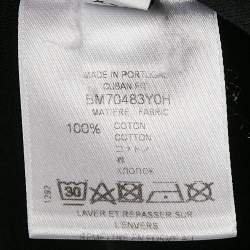 MADE IN PORTUGAL
CUBAN FIT
BM70483Y0H
MATIERE FABRIC
100% COTON
COTTON
コットン
棉
ХЛОПОК
1292
30
LAVER ET REPASSER SUR
L'ENVERS